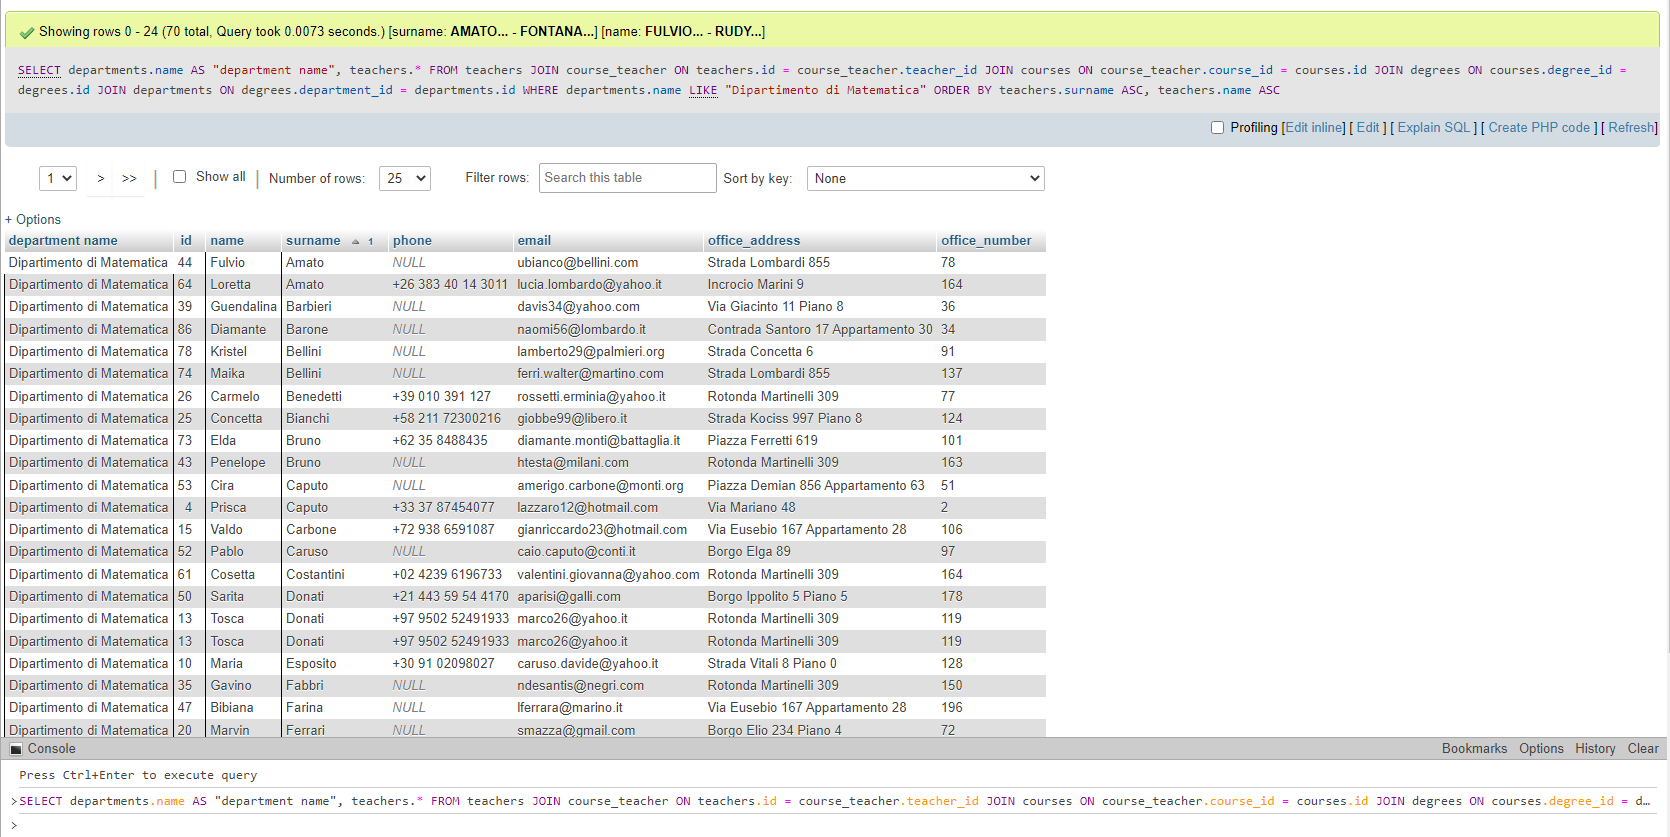 Showing rows 0 - 24 (70 total, Query took 0.0073 seconds.) [surname: AMATO... - FONTANA...] [name: FULVIO... - RUDY...]
SELECT departments.name AS "department name", teachers.* FROM teachers JOIN course_teacher ON teachers.id = course_teacher.teacher_id JOIN courses ON course_teacher.course_id = courses.id JOIN degrees ON courses.degree_id =
degrees.id JOIN departments ON degrees.department_id = departments.id WHERE departments.name LIKE "Dipartimento di Matematica" ORDER BY teachers.surname ASC, teachers.name ASC
Profiling [Edit inline] [ Edit ] [ Explain SQL ] [ Create PHP code ] [ Refresh]
1 > >> | Show all | Number of rows: 25 Filter rows: Search this table Sort by key: None
+ Options
department name id name surname 1 phone email office_address office_number
Dipartimento di Matematica 44 Fulvio Amato NULL ubianco@bellini.com Strada Lombardi 855 78
Dipartimento di Matematica 64 Loretta Amato +26 383 40 14 3011 lucia.lombardo@yahoo.it Incrocio Marini 9 164
Dipartimento di Matematica 39 Guendalina Barbieri NULL davis34@yahoo.com Via Giacinto 11 Piano 8 36
Dipartimento di Matematica 86 Diamante Barone NULL naomi56@lombardo.it Contrada Santoro 17 Appartamento 30 34
Dipartimento di Matematica 78 Kristel Bellini NULL lamberto29@palmieri.org Strada Concetta 6 91
Dipartimento di Matematica 74 Maika Bellini NULL ferri.walter@martino.com Strada Lombardi 855 137
Dipartimento di Matematica 26 Carmelo Benedetti +39 010 391 127 rossetti.erminia@yahoo.it Rotonda Martinelli 309 77
Dipartimento di Matematica 25 Concetta Bianchi +58 211 72300216 giobbe99@libero.it Strada Kociss 997 Piano 8 124
Dipartimento di Matematica 73 Elda Bruno +62 35 8488435 diamante.monti@battaglia.it Piazza Ferretti 619 101
Dipartimento di Matematica 43 Penelope Bruno NULL htesta@milani.com Rotonda Martinelli 309 163
Dipartimento di Matematica 53 Cira Caputo NULL amerigo.carbone@monti.org Piazza Demian 856 Appartamento 63 51
Dipartimento di Matematica 4 Prisca Caputo +33 37 87454077 lazzaro12@hotmail.com Via Mariano 48 2
Dipartimento di Matematica 15 Valdo Carbone +72 938 6591087 gianriccardo23@hotmail.com Via Eusebio 167 Appartamento 28 106
Dipartimento di Matematica 52 Pablo Caruso NULL caio.caputo@conti.it Borgo Elga 89 97
Dipartimento di Matematica 61 Cosetta Costantini +02 4239 6196733 valentini.giovanna@yahoo.com Rotonda Martinelli 309 164
Dipartimento di Matematica 50 Sarita Donati +21 443 59 54 4170 aparisi@galli.com Borgo Ippolito 5 Piano 5 178
Dipartimento di Matematica 13 Tosca Donati +97 9502 52491933 marco26@yahoo.it Rotonda Martinelli 309 119
Dipartimento di Matematica 13 Tosca Donati +97 9502 52491933 marco26@yahoo.it Rotonda Martinelli 309 119
Dipartimento di Matematica 10 Maria Esposito +30 91 02098027 caruso.davide@yahoo.it Strada Vitali 8 Piano 0 128
Dipartimento di Matematica 35 Gavino Fabbri NULL ndesantis@negri.com Rotonda Martinelli 309 150
Dipartimento di Matematica 47 Bibiana Farina NULL lferrara@marino.it Via Eusebio 167 Appartamento 28 196
Dipartimento di Matematica 20 Marvin Ferrari NULL smazza@gmail.com Borgo Elio 234 Piano 4 72
Console Bookmarks Options History Clear
Press Ctrl+Enter to execute query
>SELECT departments.name AS "department name", teachers.* FROM teachers JOIN course_teacher ON teachers.id = course_teacher.teacher_id JOIN courses ON course_teacher.course_id = courses.id JOIN degrees ON courses.degree_id = d…
>